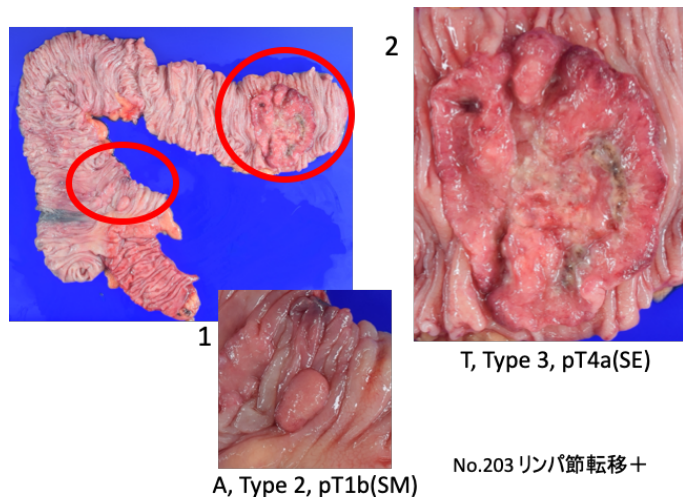 2
1
T, Type 3, pT4a(SE)
No.203 リンパ節転移＋
A, Type 2, pT1b(SM)